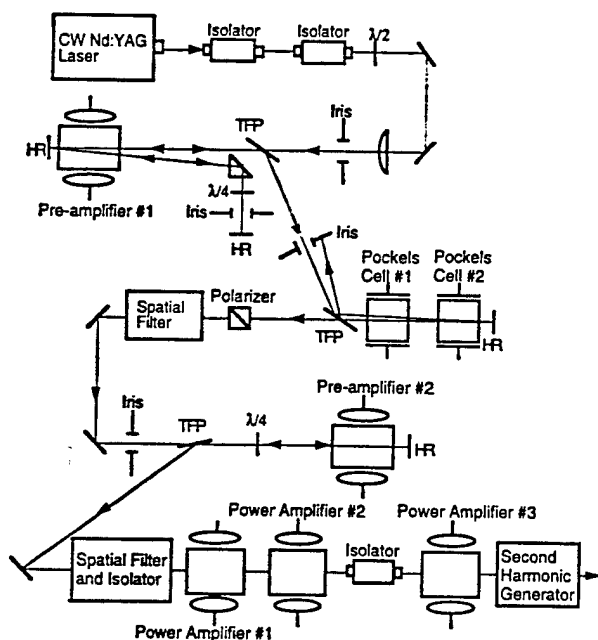 Isolator
Isolator
λ/2
CW Nd:YAG
Laser
Iris
TFP
HR
λ/4
Pre-amplifier #1
Iris
HR
Iris
Pockels
Cell #1
Pockels
Cell #2
Spatial
Filter
Polarizer
TFP
HR
Pre-amplifier #2
Iris
TFP
λ/4
HR
Power Amplifier #2
Power Amplifier #3
Isolator
Spatial Filter
and Isolator
Second
Harmonic
Generator
Power Amplifier #1